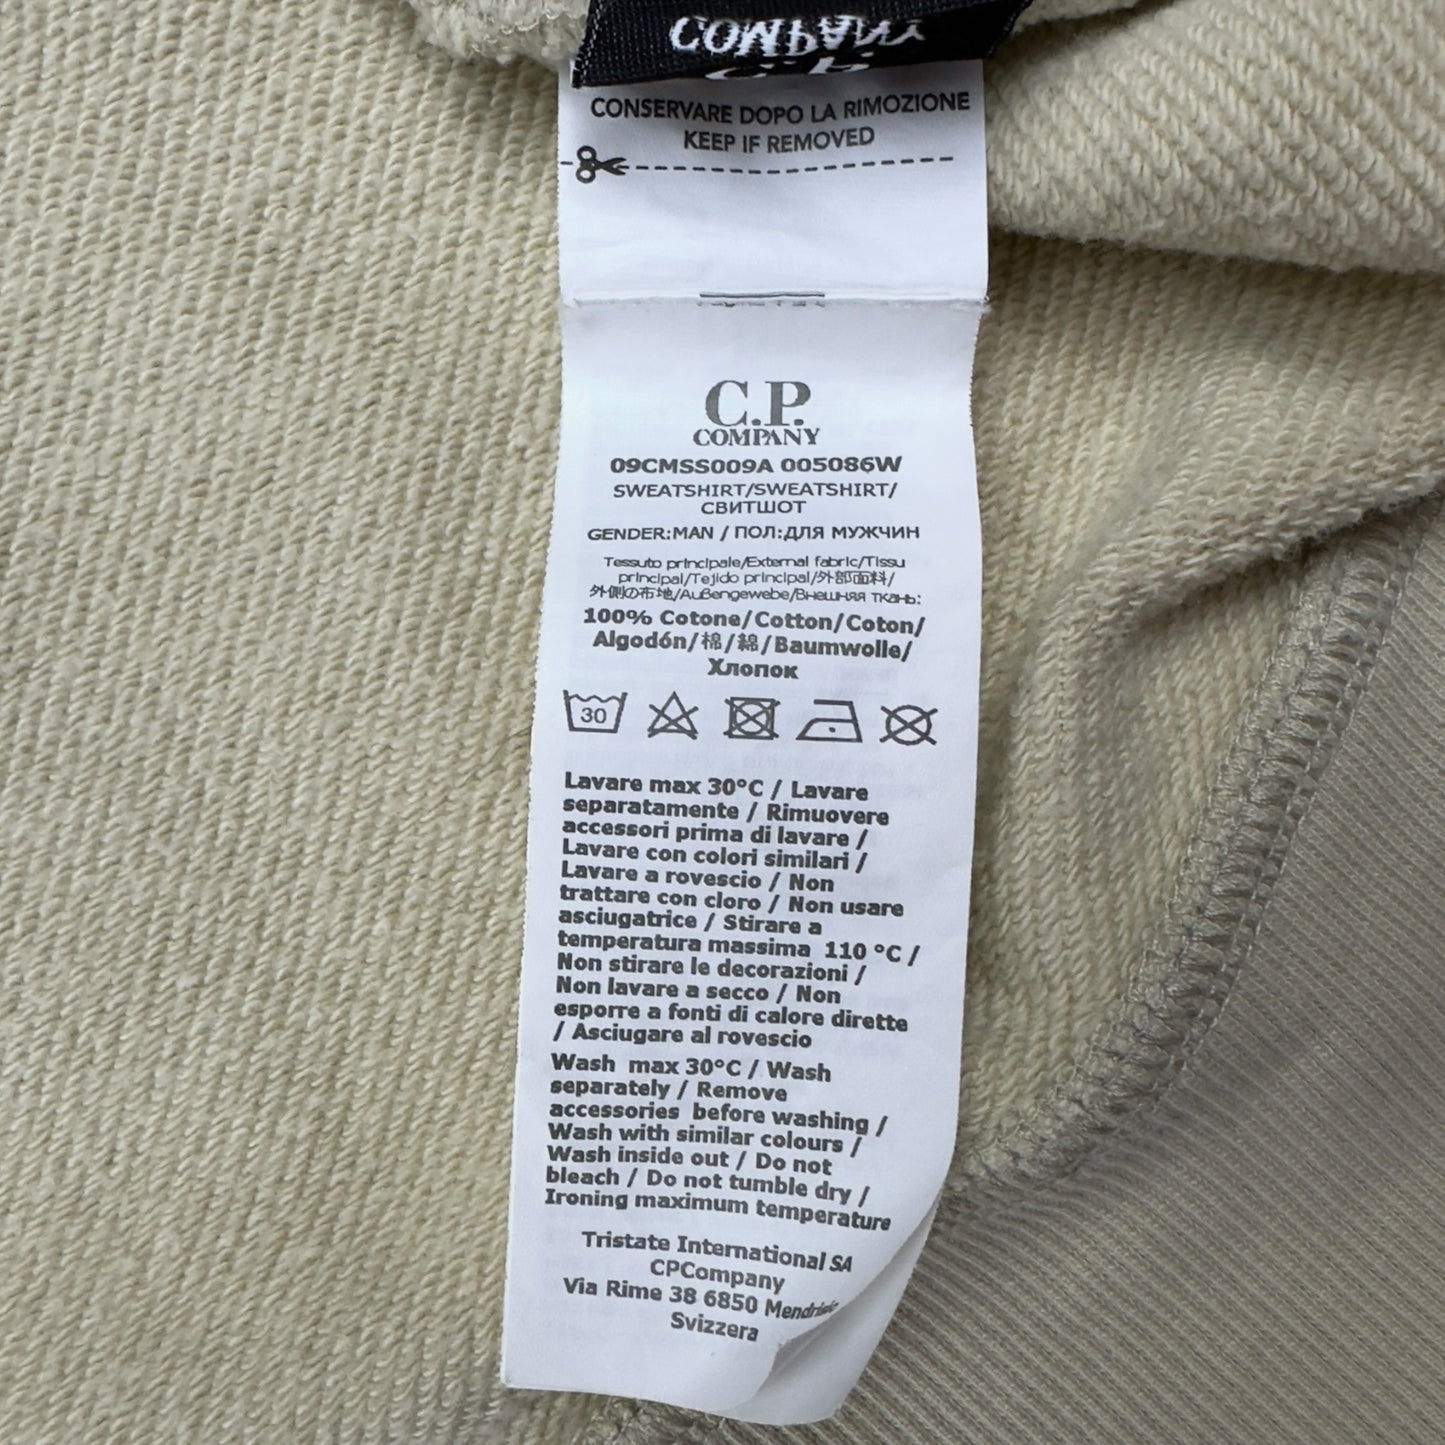 COMPANY
C.P.
CONSERVARE DOPO LA RIMOZIONE
KEEP IF REMOVED
C.P.
COMPANY
09CMSS009A 005086W
SWEATSHIRT/SWEATSHIRT/
СВИТШОТ
GENDER:MAN / ПОЛ:ДЛЯ МУЖЧИН
Tessuto principale/External fabric/Tissu
principal/Tejido principal/外部面料/
外側の布地/Außengewebe/Внешняя ткань:
100% Cotone/Cotton/Coton/
Algodón/棉/綿/Baumwolle/
Хлопок
30
Lavare max 30°C / Lavare
separatamente / Rimuovere
accessori prima di lavare /
Lavare con colori similari /
Lavare a rovescio / Non
trattare con cloro / Non usare
asciugatrice / Stirare a
temperatura massima 110 °C /
Non stirare le decorazioni /
Non lavare a secco / Non
esporre a fonti di calore dirette
/ Asciugare al rovescio
Wash max 30°C / Wash
separately / Remove
accessories before washing /
Wash with similar colours /
Wash inside out / Do not
bleach / Do not tumble dry /
Ironing maximum temperature
Tristate International SA
CPCompany
Via Rime 38 6850 Mendrisio
Svizzera